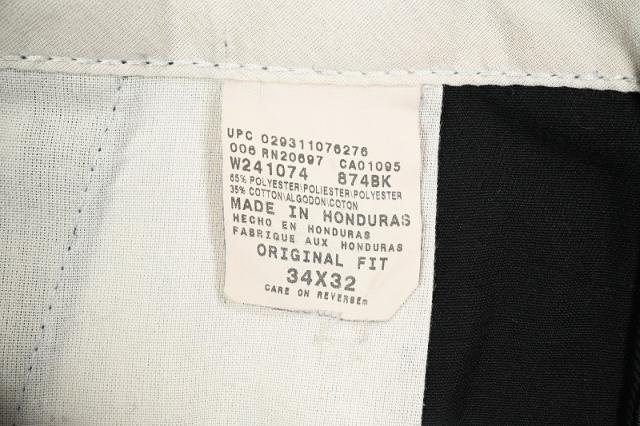 UPC 029311076276
006 RN20697 CA01095
W241074 874BK
65% POLYESTER\POLIESTER\POLYESTER
35% COTTON\ALGODON\COTON
MADE IN HONDURAS
HECHO EN HONDURAS
FABRIQUE AUX HONDURAS
ORIGINAL FIT
34X32
CARE ON REVERSEm